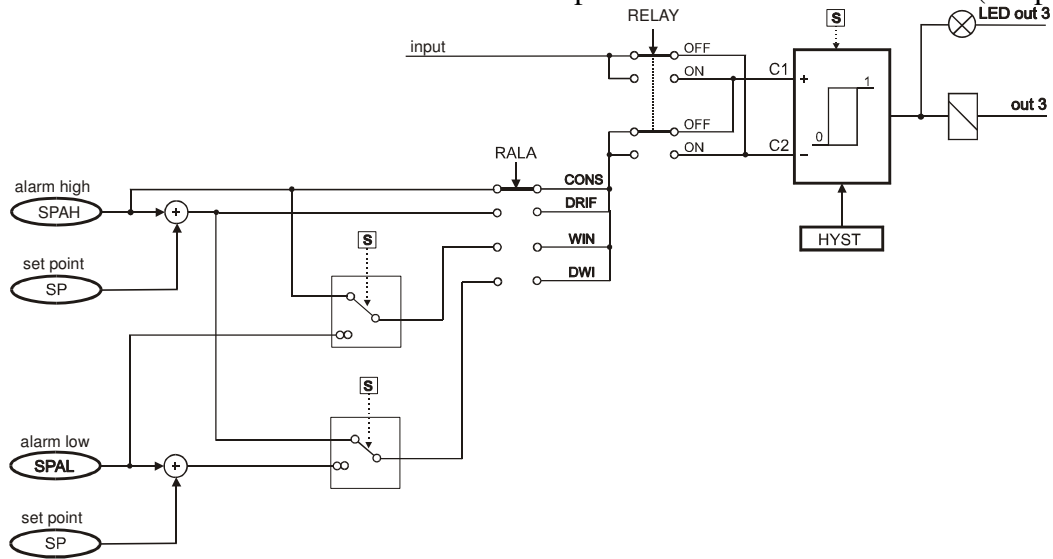 RELAY
S
LED out 3
input
OFF
ON
C1
+
1
0
out 3
OFF
ON
C2
−
RALA
CONS
DRIF
WIN
DWI
HYST
alarm high
SPAH
+
S
set point
SP
S
alarm low
SPAL
+
set point
SP